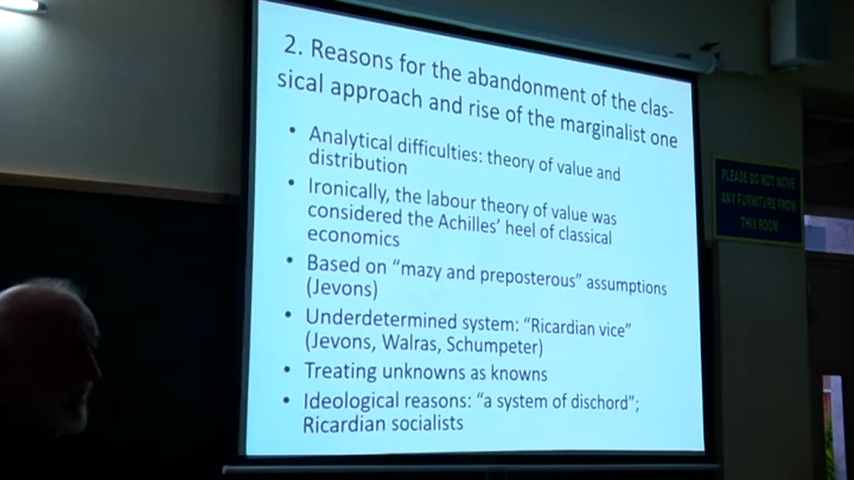 2. Reasons for the abandonment of the clas-
sical approach and rise of the marginalist one
• Analytical difficulties: theory of value and
distribution
• Ironically, the labour theory of value was
considered the Achilles’ heel of classical
economics
• Based on “mazy and preposterous” assumptions
(Jevons)
• Underdetermined system: “Ricardian vice”
(Jevons, Walras, Schumpeter)
• Treating unknowns as knowns
• Ideological reasons: “a system of dischord”;
Ricardian socialists
PLEASE DO NOT MOVE
ANY FURNITURE FROM
THIS ROOM